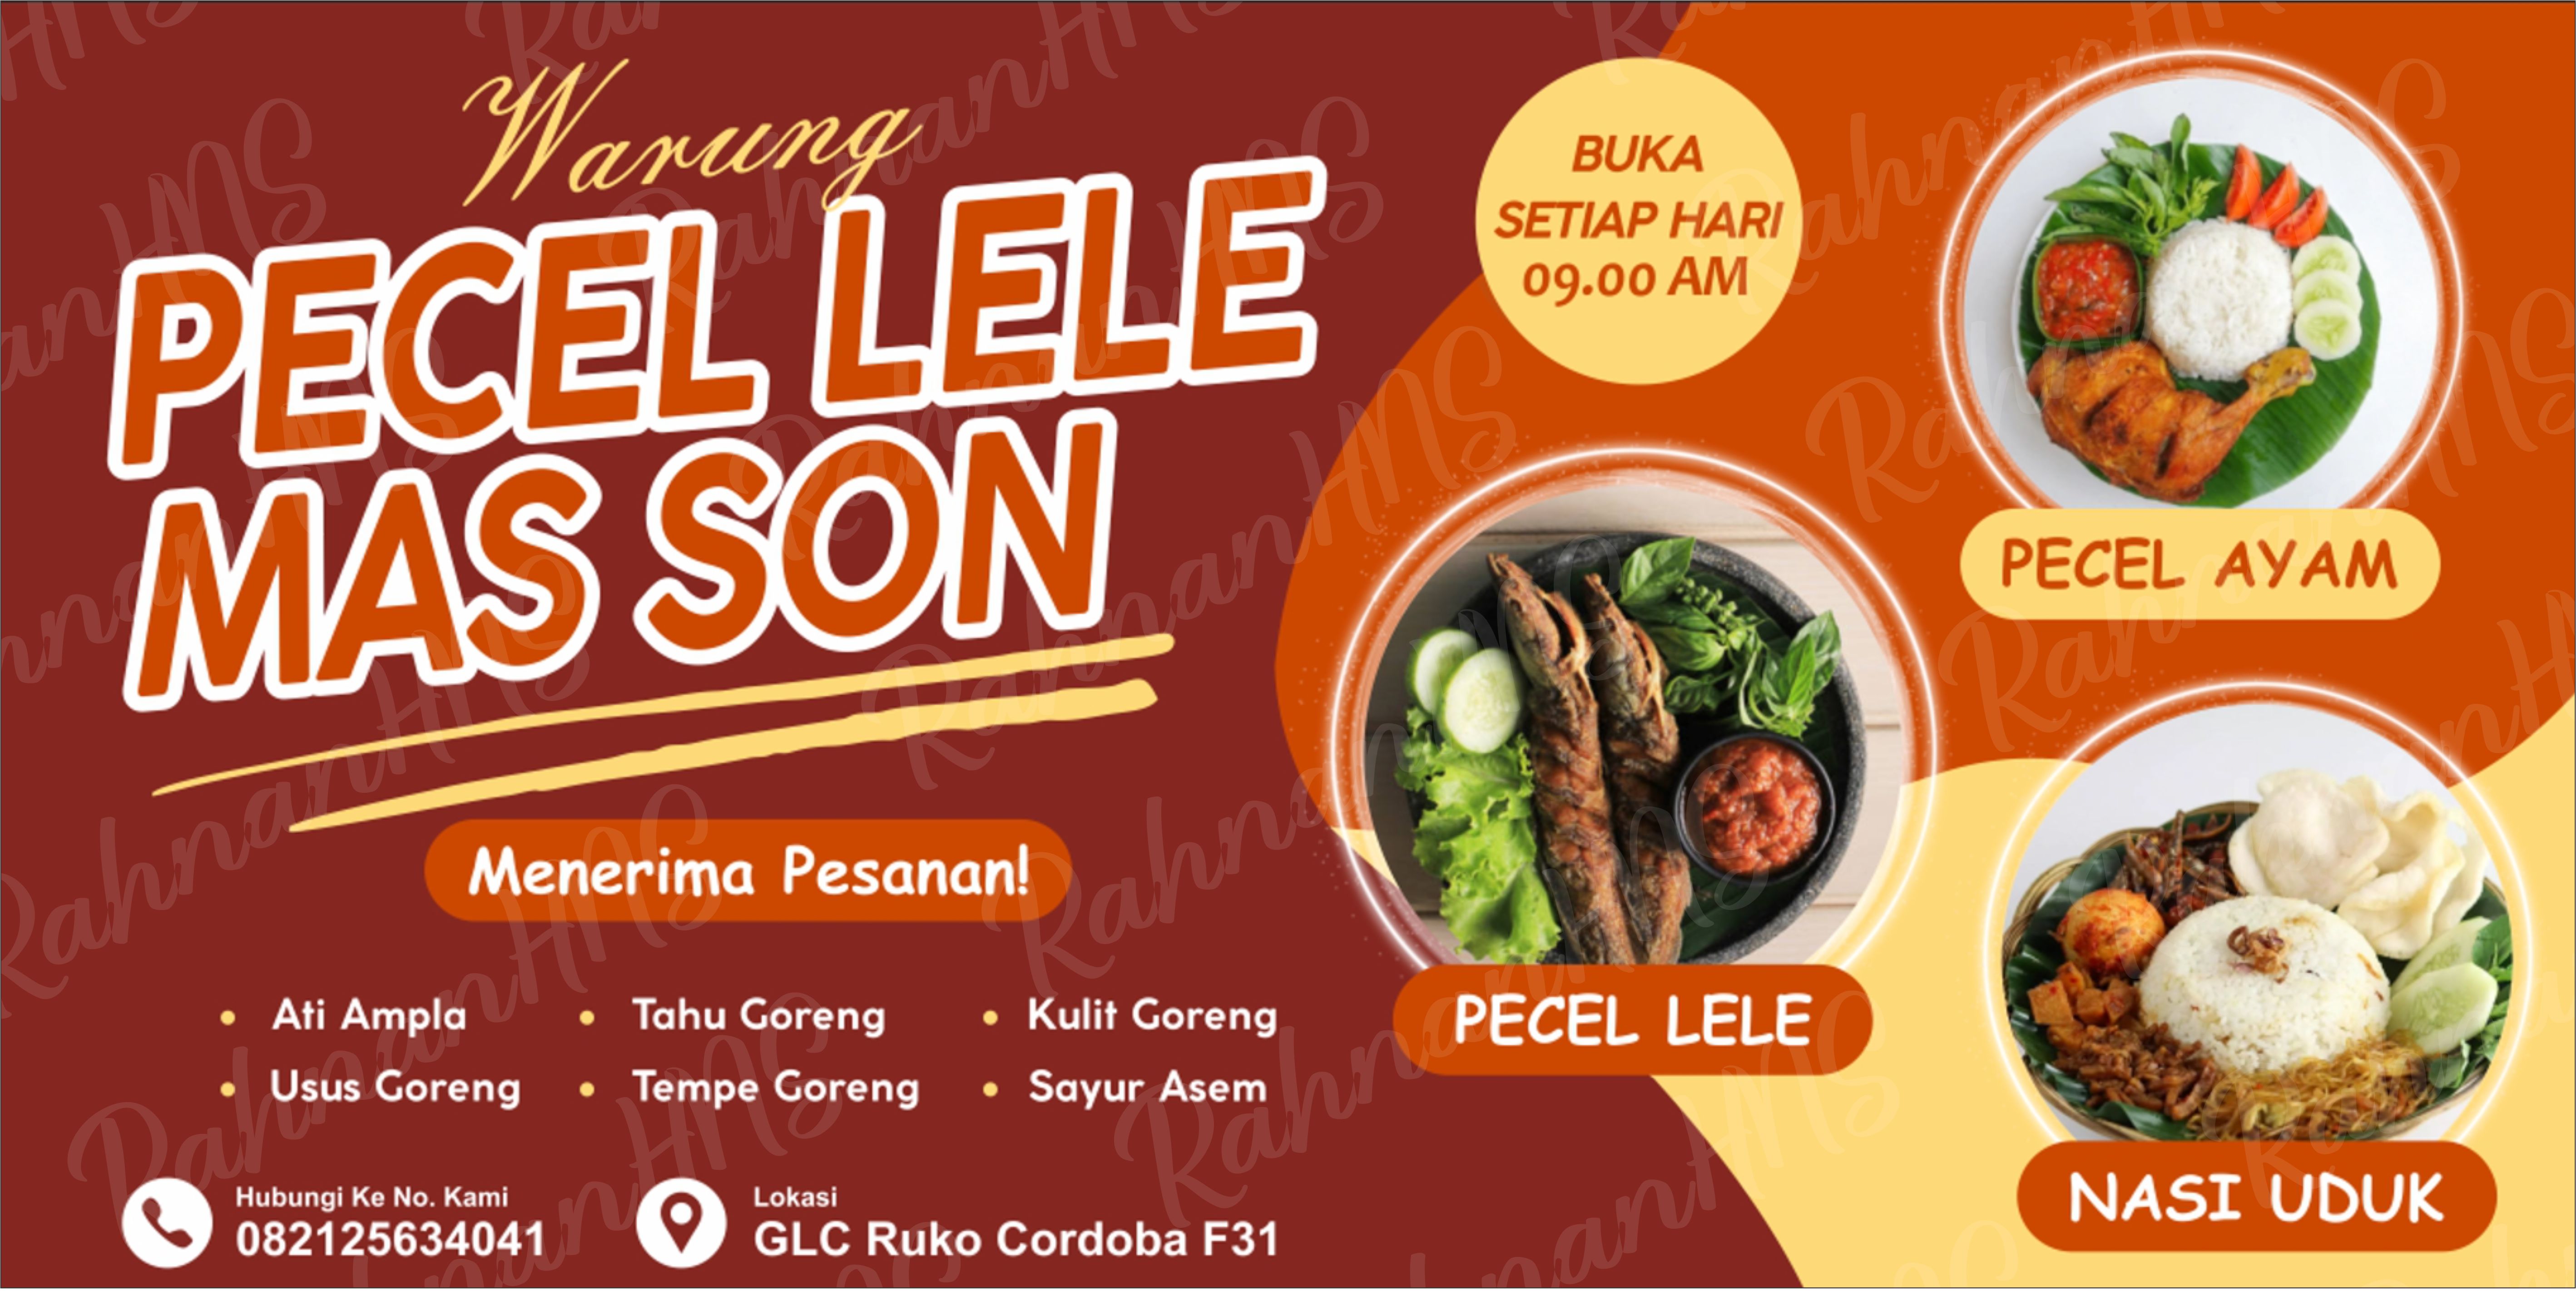 Warung
PECEL LELE
MAS SON
Menerima Pesanan!
• Ati Ampla
• Usus Goreng
• Tahu Goreng
• Tempe Goreng
• Kulit Goreng
• Sayur Asem
Hubungi Ke No. Kami
082125634041
Lokasi
GLC Ruko Cordoba F31
BUKA
SETIAP HARI
09.00 AM
PECEL AYAM
PECEL LELE
NASI UDUK
RahnanHMS